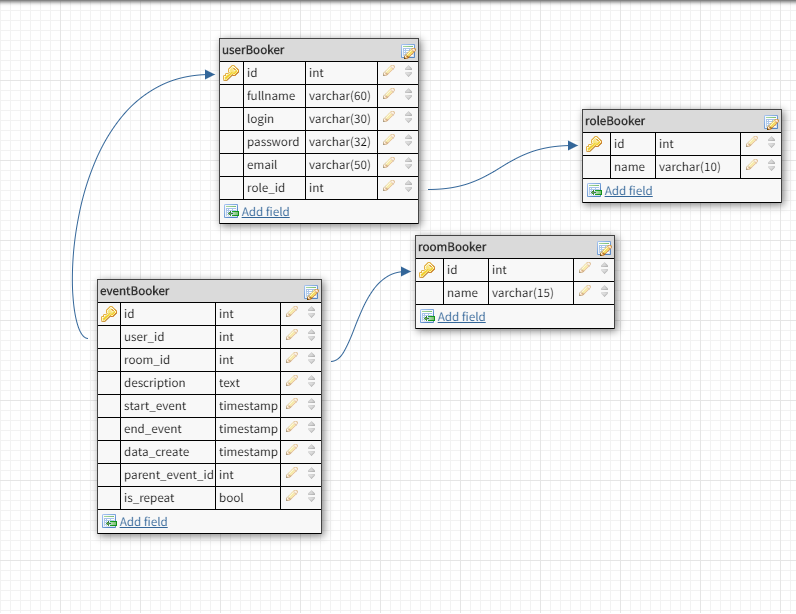 userBooker
id int
fullname varchar(60)
login varchar(30)
password varchar(32)
email varchar(50)
role_id int
Add field
roleBooker
id int
name varchar(10)
Add field
roomBooker
id int
name varchar(15)
Add field
eventBooker
id int
user_id int
room_id int
description text
start_event timestamp
end_event timestamp
data_create timestamp
parent_event_id int
is_repeat bool
Add field